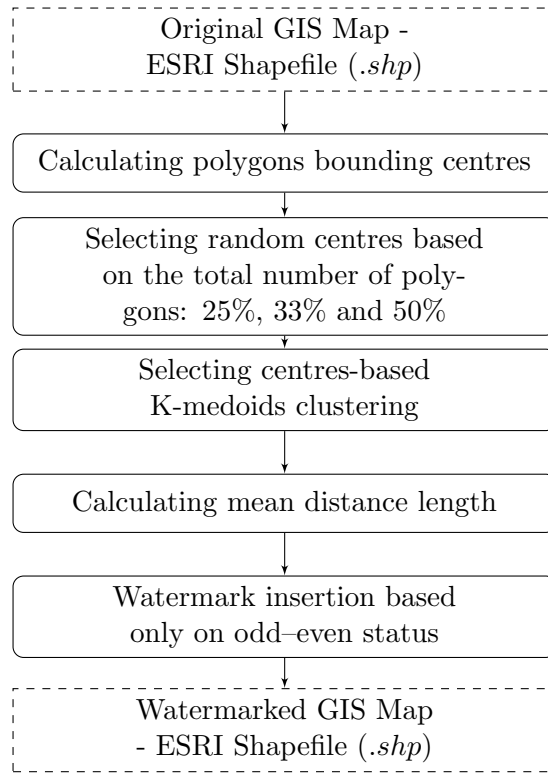 Original GIS Map -
ESRI Shapefile (.shp)
Calculating polygons bounding centres
Selecting random centres based
on the total number of poly-
gons: 25%, 33% and 50%
Selecting centres-based
K-medoids clustering
Calculating mean distance length
Watermark insertion based
only on odd–even status
Watermarked GIS Map
- ESRI Shapefile (.shp)